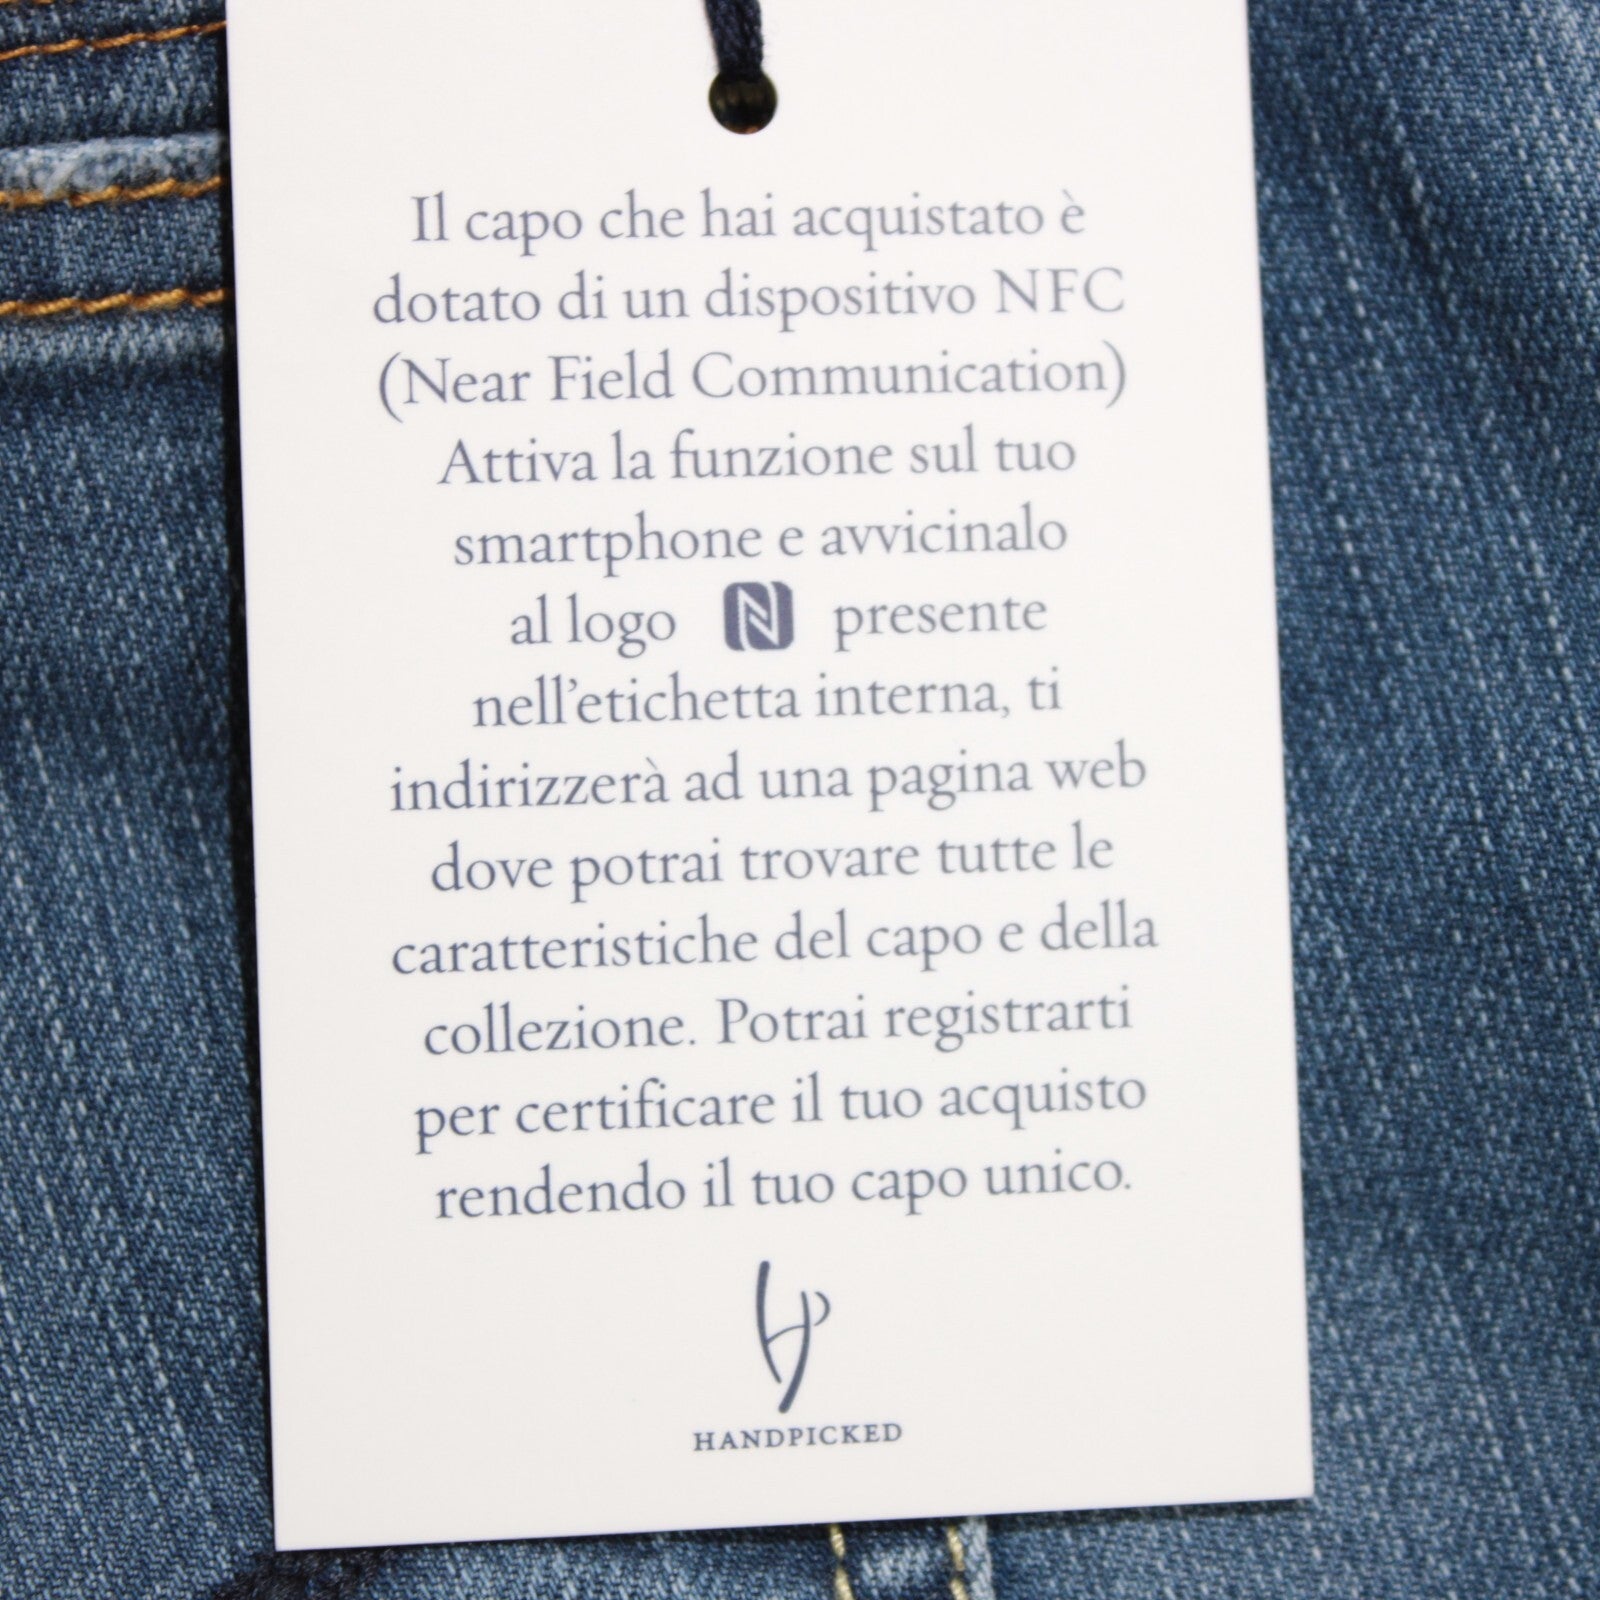 Il capo che hai acquistato è
dotato di un dispositivo NFC
(Near Field Communication)
Attiva la funzione sul tuo
smartphone e avvicinalo
al logo N presente
nell’etichetta interna, ti
indirizzerà ad una pagina web
dove potrai trovare tutte le
caratteristiche del capo e della
collezione. Potrai registrarti
per certificare il tuo acquisto
rendendo il tuo capo unico.
HANDPICKED